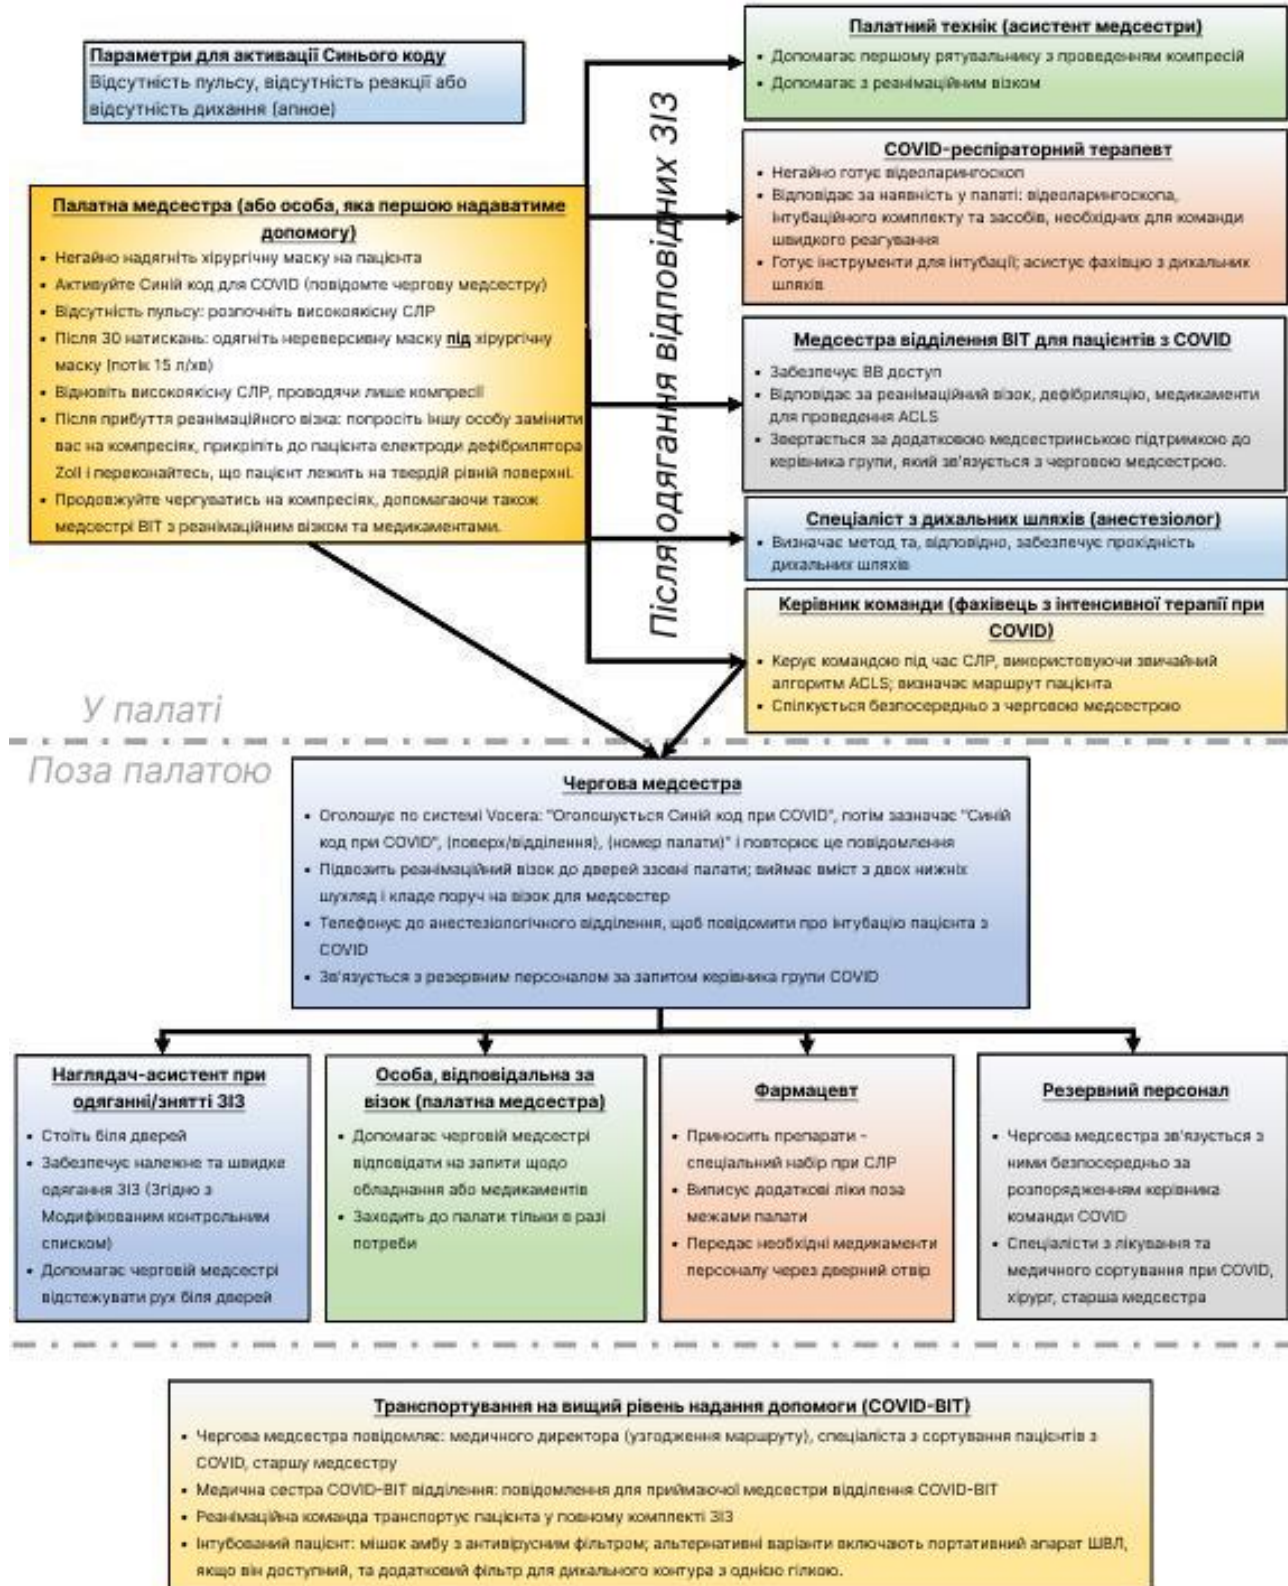 Параметри для активації Синього коду
Відсутність пульсу, відсутність реакції або
відсутність дихання (апное)
Палатна медсестра (або особа, яка першою надаватиме
допомогу)
• Негайно надягніть хірургічну маску на пацієнта
• Активуйте Синій код для COVID (повідомте чергову медсестру)
• Відсутність пульсу: розпочніть високоякісну СЛР
• Після 30 натискань: одягніть нереверсивну маску під хірургічну
маску (потік 15 л/хв)
• Відновіть високоякісну СЛР, проводячи лише компресії
• Після прибуття реанімаційного візка: попросіть іншу особу замінити
вас на компресіях, прикріпіть до пацієнта електроди дефібрилятора
Zoll і переконайтесь, що пацієнт лежить на твердій рівній поверхні.
• Продовжуйте чергуватись на компресіях, допомагаючи також
медсестрі ВІТ з реанімаційним візком та медикаментами.
Після одягання відповідних ЗІЗ
Палатний технік (асистент медсестри)
• Допомагає першому рятувальнику з проведенням компресій
• Допомагає з реанімаційним візком
COVID-респіраторний терапевт
• Негайно готує відеоларингоскоп
• Відповідає за наявність у палаті: відеоларингоскопа,
інтубаційного комплекту та засобів, необхідних для команди
швидкого реагування
• Готує інструменти для інтубації; асистує фахівцю з дихальних
шляхів
Медсестра відділення ВІТ для пацієнтів з COVID
• Забезпечує ВВ доступ
• Відповідає за реанімаційний візок, дефібриляцію, медикаменти
для проведення ACLS
• Звертається за додатковою медсестринською підтримкою до
керівника групи, який зв'язується з черговою медсестрою.
Спеціаліст з дихальних шляхів (анестезіолог)
• Визначає метод та, відповідно, забезпечує прохідність
дихальних шляхів
Керівник команди (фахівець з інтенсивної терапії при
COVID)
• Керує командою під час СЛР, використовуючи звичайний
алгоритм ACLS; визначає маршрут пацієнта
• Спілкується безпосередньо з черговою медсестрою
У палаті
Поза палатою
Чергова медсестра
• Оголошує по системі Vocera: "Оголошується Синій код при COVID", потім зазначає "Синій
код при COVID", (поверх/відділення), (номер палати)" і повторює це повідомлення
• Підвозить реанімаційний візок до дверей ззовні палати; виймає вміст з двох нижніх
шухляд і кладе поруч на візок для медсестер
• Телефонує до анестезіологічного відділення, щоб повідомити про інтубацію пацієнта з
COVID
• Зв'язується з резервним персоналом за запитом керівника групи COVID
Наглядач-асистент при
одяганні/знятті ЗІЗ
• Стоїть біля дверей
• Забезпечує належне та швидке
одягання ЗІЗ (Згідно з
Модифікованим контрольним
списком)
• Допомагає черговій медсестрі
відстежувати рух біля дверей
Особа, відповідальна за
візок (палатна медсестра)
• Допомагає черговій медсестрі
відповідати на запити щодо
обладнання або медикаментів
• Заходить до палати тільки в разі
потреби
Фармацевт
• Приносить препарати -
спеціальний набір при СЛР
• Виписує додаткові ліки поза
межами палати
• Передає необхідні медикаменти
персоналу через дверний отвір
Резервний персонал
• Чергова медсестра зв'язується з
ними безпосередньо за
розпорядженням керівника
команди COVID
• Спеціалісти з лікування та
медичного сортування при COVID,
хірург, старша медсестра
Транспортування на вищий рівень надання допомоги (COVID-ВІТ)
• Чергова медсестра повідомляє: медичного директора (узгодження маршруту), спеціаліста з сортування пацієнтів з
COVID, старшу медсестру
• Медична сестра COVID-ВІТ відділення: повідомлення для приймаючої медсестри відділення COVID-ВІТ
• Реанімаційна команда транспортує пацієнта у повному комплекті ЗІЗ
• Інтубований пацієнт: мішок амбу з антивірусним фільтром; альтернативні варіанти включають портативний апарат ШВЛ,
якщо він доступний, та додатковий фільтр для дихального контура з однією гілкою.